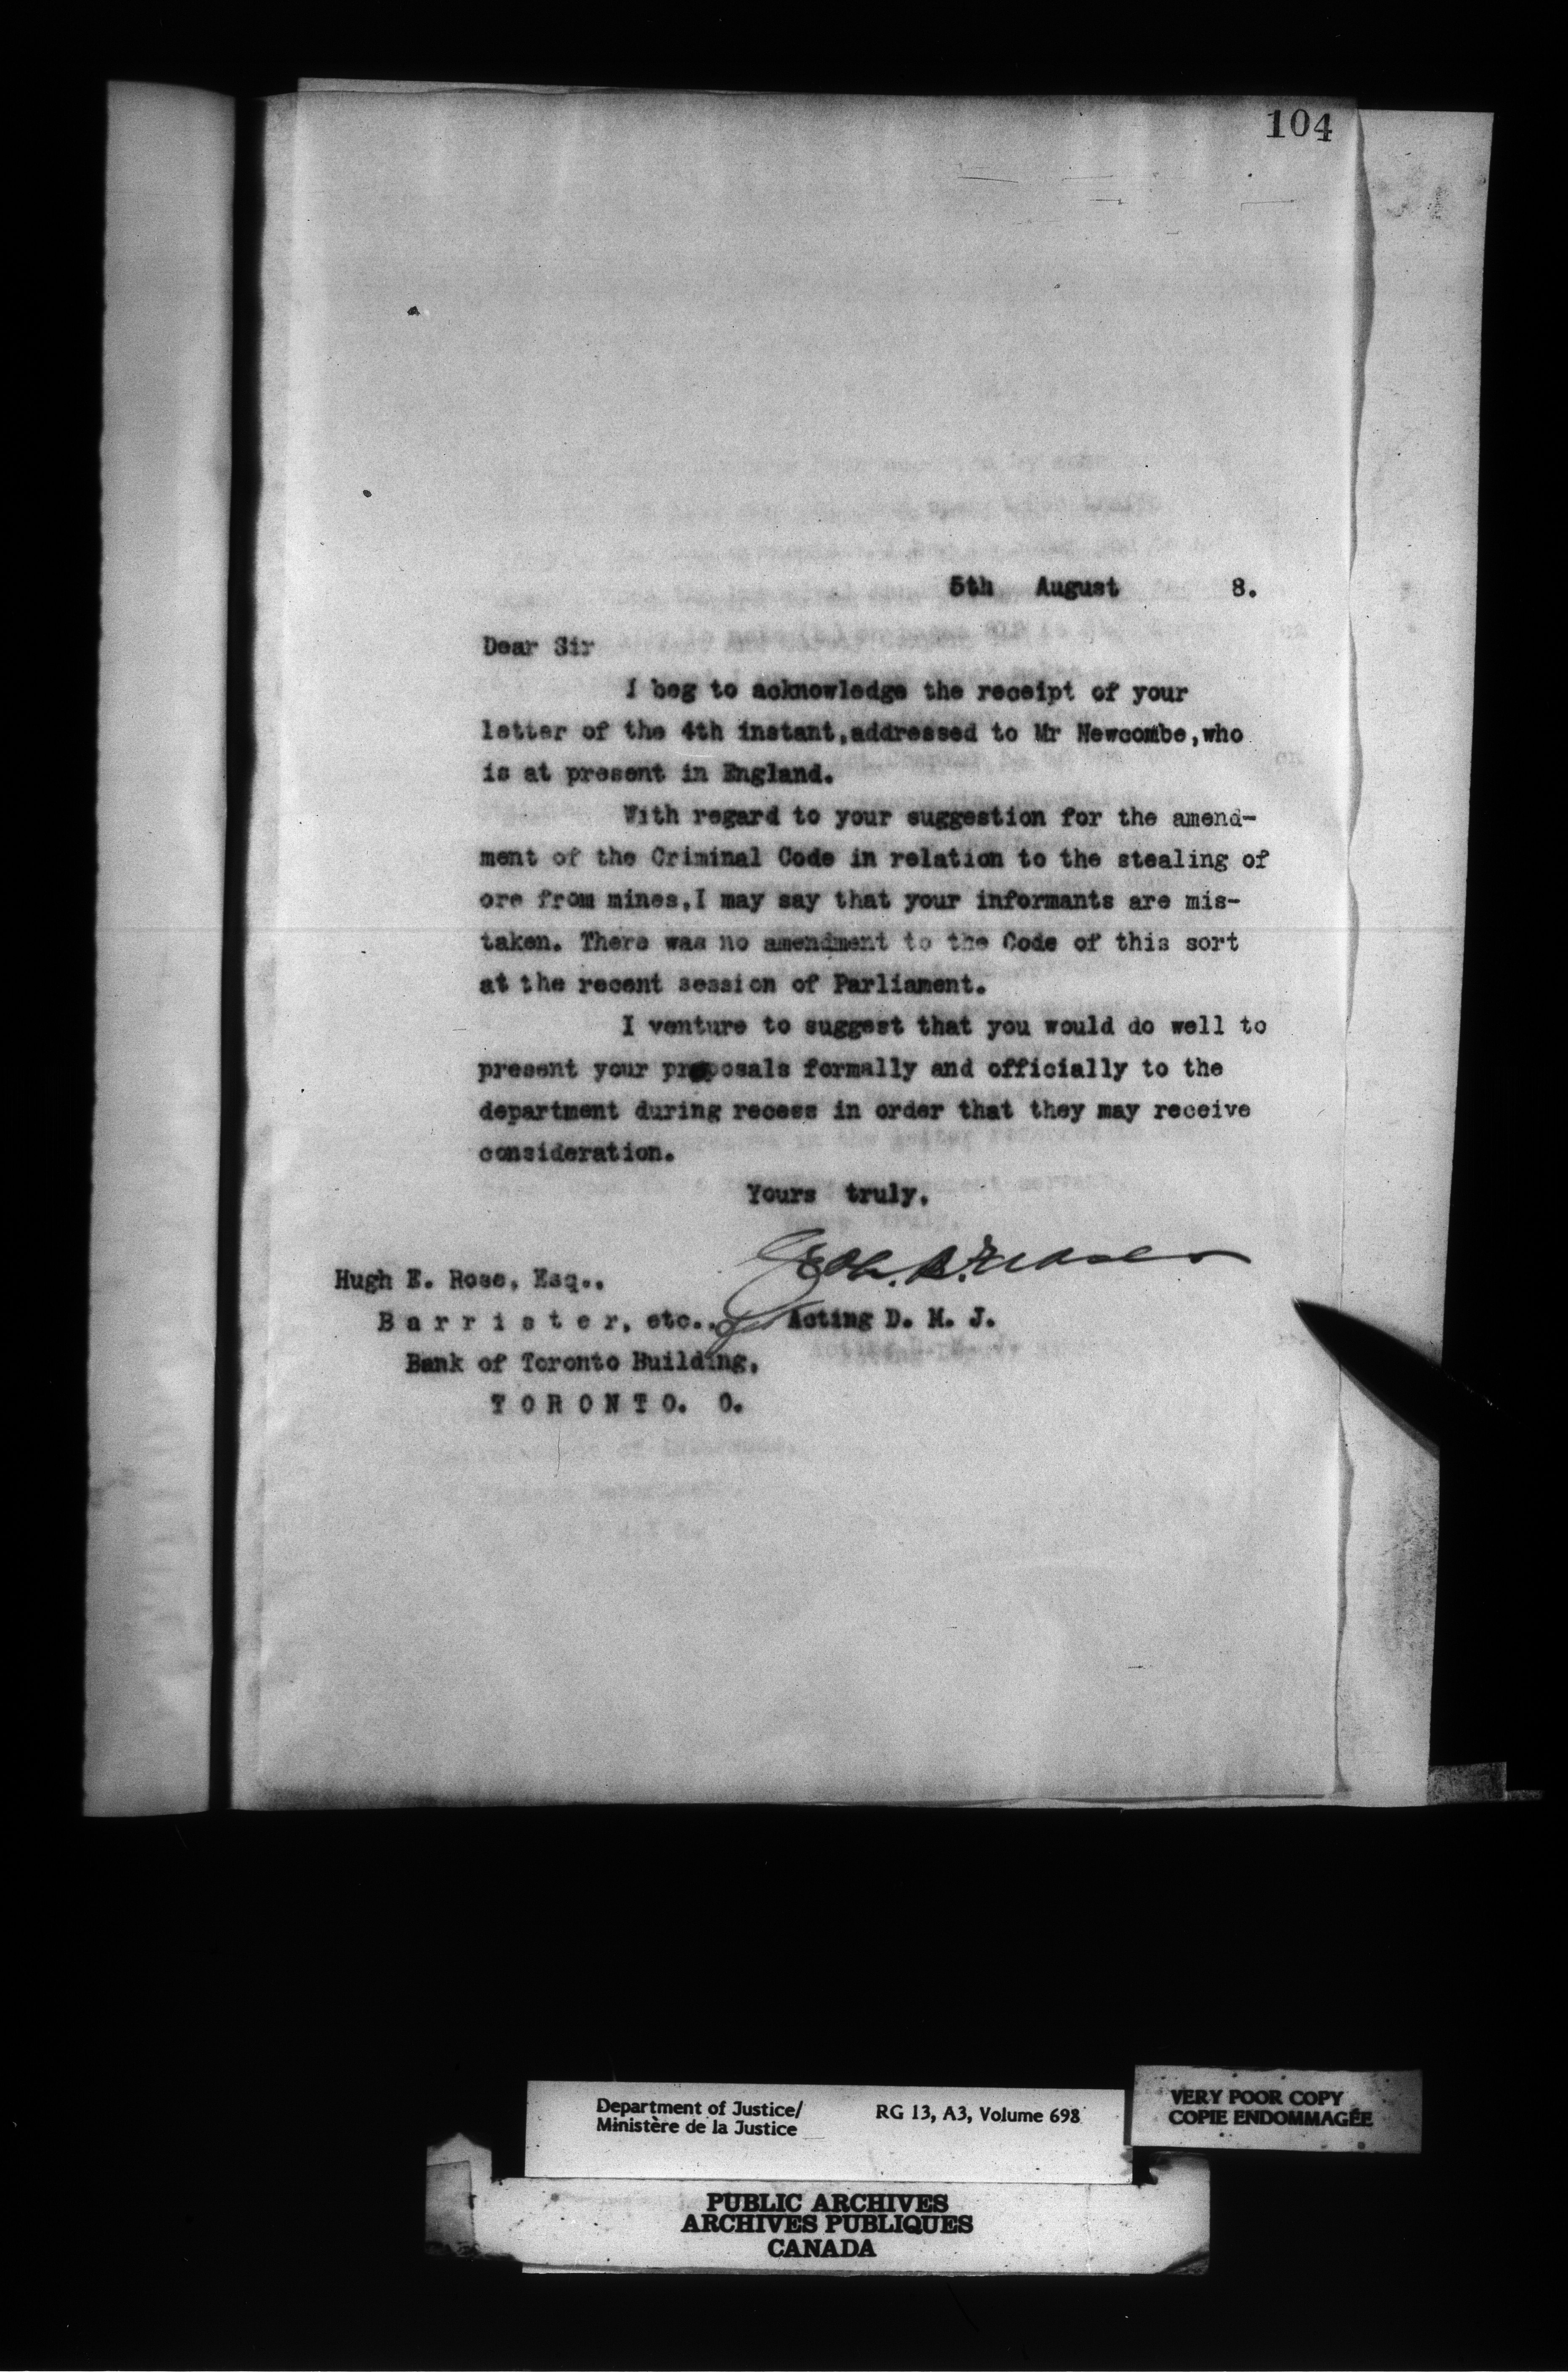 104
5th August 8.
Dear Sir
I beg to acknowledge the receipt of your
letter of the 4th instant,addressed to Mr Newcombe,who
is at present in England.
With regard to your suggestion for the amend-
ment of the Criminal Code in relation to the stealing of
ore from mines,I may say that your informants are mis-
taken. There was no amendment to the Code of this sort
at the recent session of Parliament.
I venture to suggest that you would do well to
present your proposals formally and officially to the
department during recess in order that they may receive
consideration.
Yours truly,
Hugh E. Rose, Esq..
Barrister, etc.. Acting D. M. J.
Bank of Toronto Building,
TORONTO. O.
Department of Justice/ RG 13, A3, Volume 698
Ministère de la Justice
VERY POOR COPY
COPIE ENDOMMAGÉE
PUBLIC ARCHIVES
ARCHIVES PUBLIQUES
CANADA